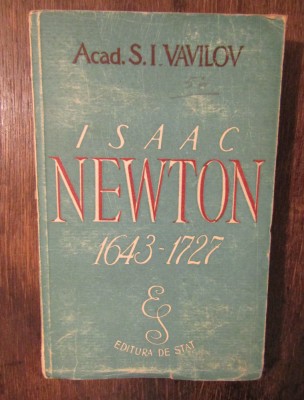 Acad. S. I. VAVILOV
ISAAC
NEWTON
1643-1727
ES
EDITURA DE STAT